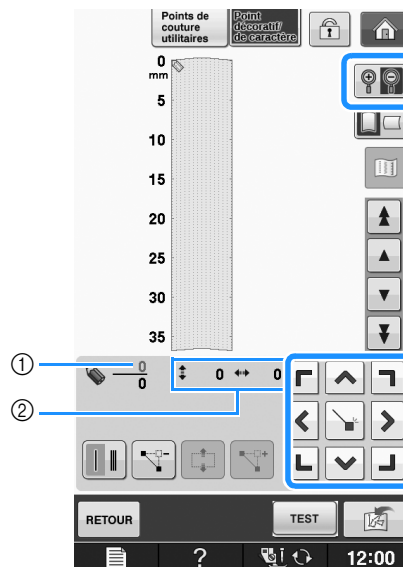 Points de
couture
utilitaires
Point
décoratif/
de caractère
0
mm
5
10
15
20
25
30
35
① 0
0
0 0
②
RETOUR
TEST
? 12:00